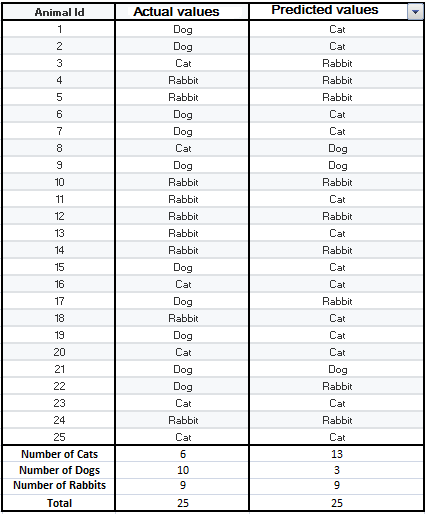 Animal Id Actual values Predicted values
1 Dog Cat
2 Dog Cat
3 Cat Rabbit
4 Rabbit Rabbit
5 Rabbit Rabbit
6 Dog Cat
7 Dog Cat
8 Cat Dog
9 Dog Dog
10 Rabbit Rabbit
11 Rabbit Cat
12 Rabbit Rabbit
13 Rabbit Cat
14 Rabbit Rabbit
15 Dog Cat
16 Cat Cat
17 Dog Rabbit
18 Rabbit Cat
19 Dog Cat
20 Cat Cat
21 Dog Dog
22 Dog Rabbit
23 Cat Cat
24 Rabbit Rabbit
25 Cat Cat
Number of Cats 6 13
Number of Dogs 10 3
Number of Rabbits 9 9
Total 25 25